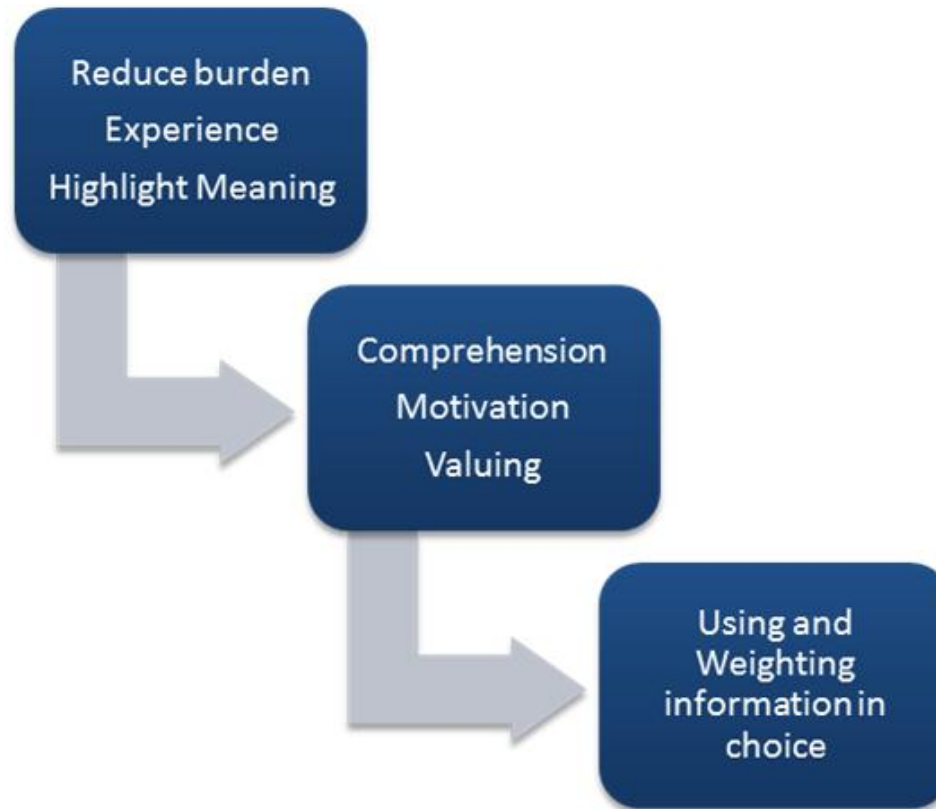 Reduce burden
Experience
Highlight Meaning
Comprehension
Motivation
Valuing
Using and
Weighting
information in
choice